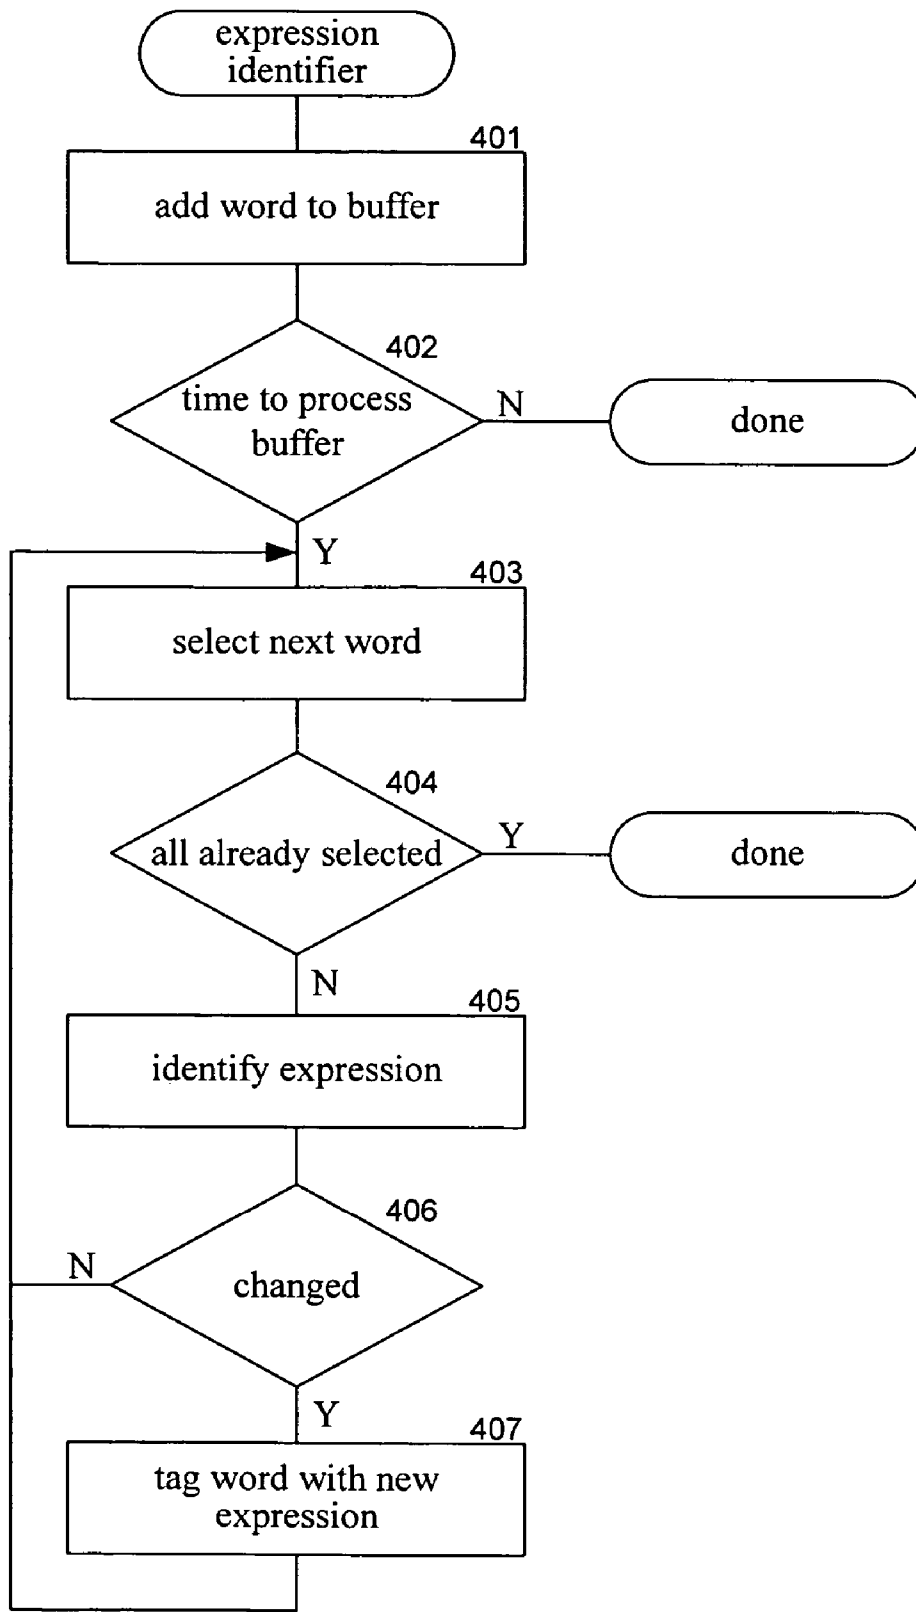 expression
identifier
401
add word to buffer
402
time to process
buffer
N
done
Y
403
select next word
404
all already selected
Y
done
N
405
identify expression
406
N
changed
Y
407
tag word with new
expression